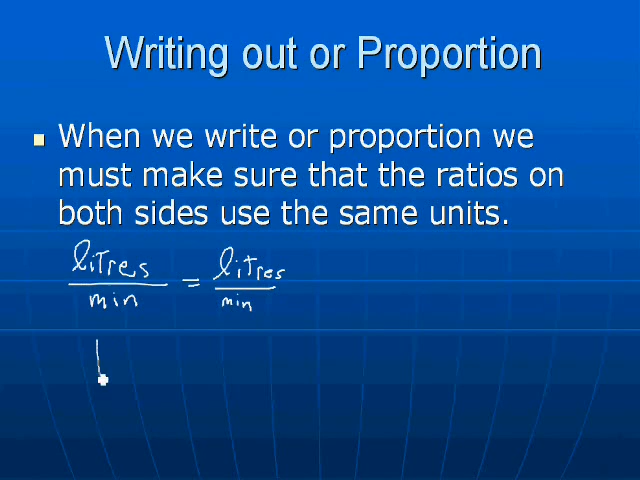 Writing out or Proportion
When we write or proportion we
must make sure that the ratios on
both sides use the same units.
litres = litres
min min